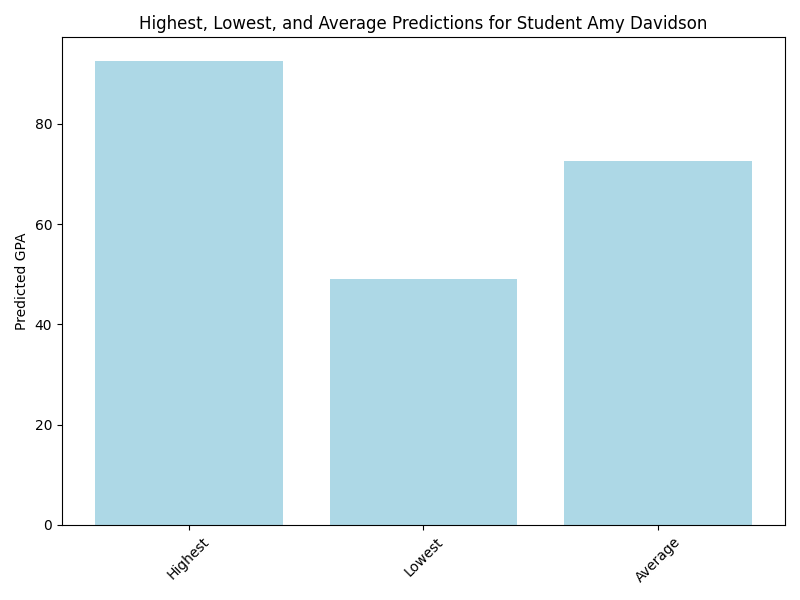 Highest, Lowest, and Average Predictions for Student Amy Davidson
Predicted GPA
80
60
40
20
0
Highest
Lowest
Average